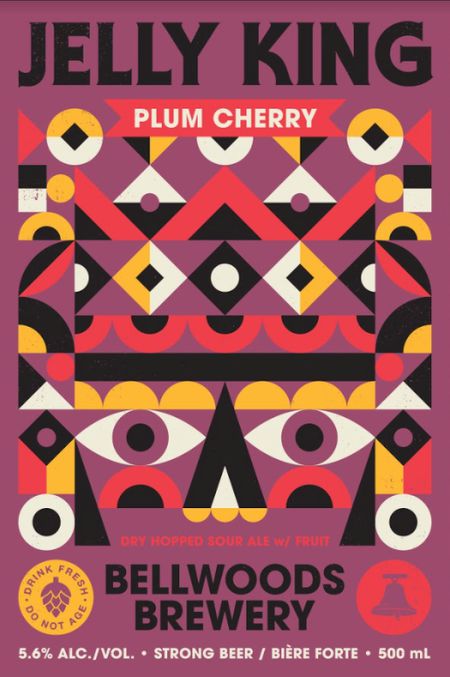 JELLY KING
PLUM CHERRY
DRY HOPPED SOUR ALE w/ FRUIT
DRINK FRESH • DO NOT AGE •
BELLWOODS
BREWERY
5.6% ALC./VOL. • STRONG BEER / BIÈRE FORTE • 500 mL